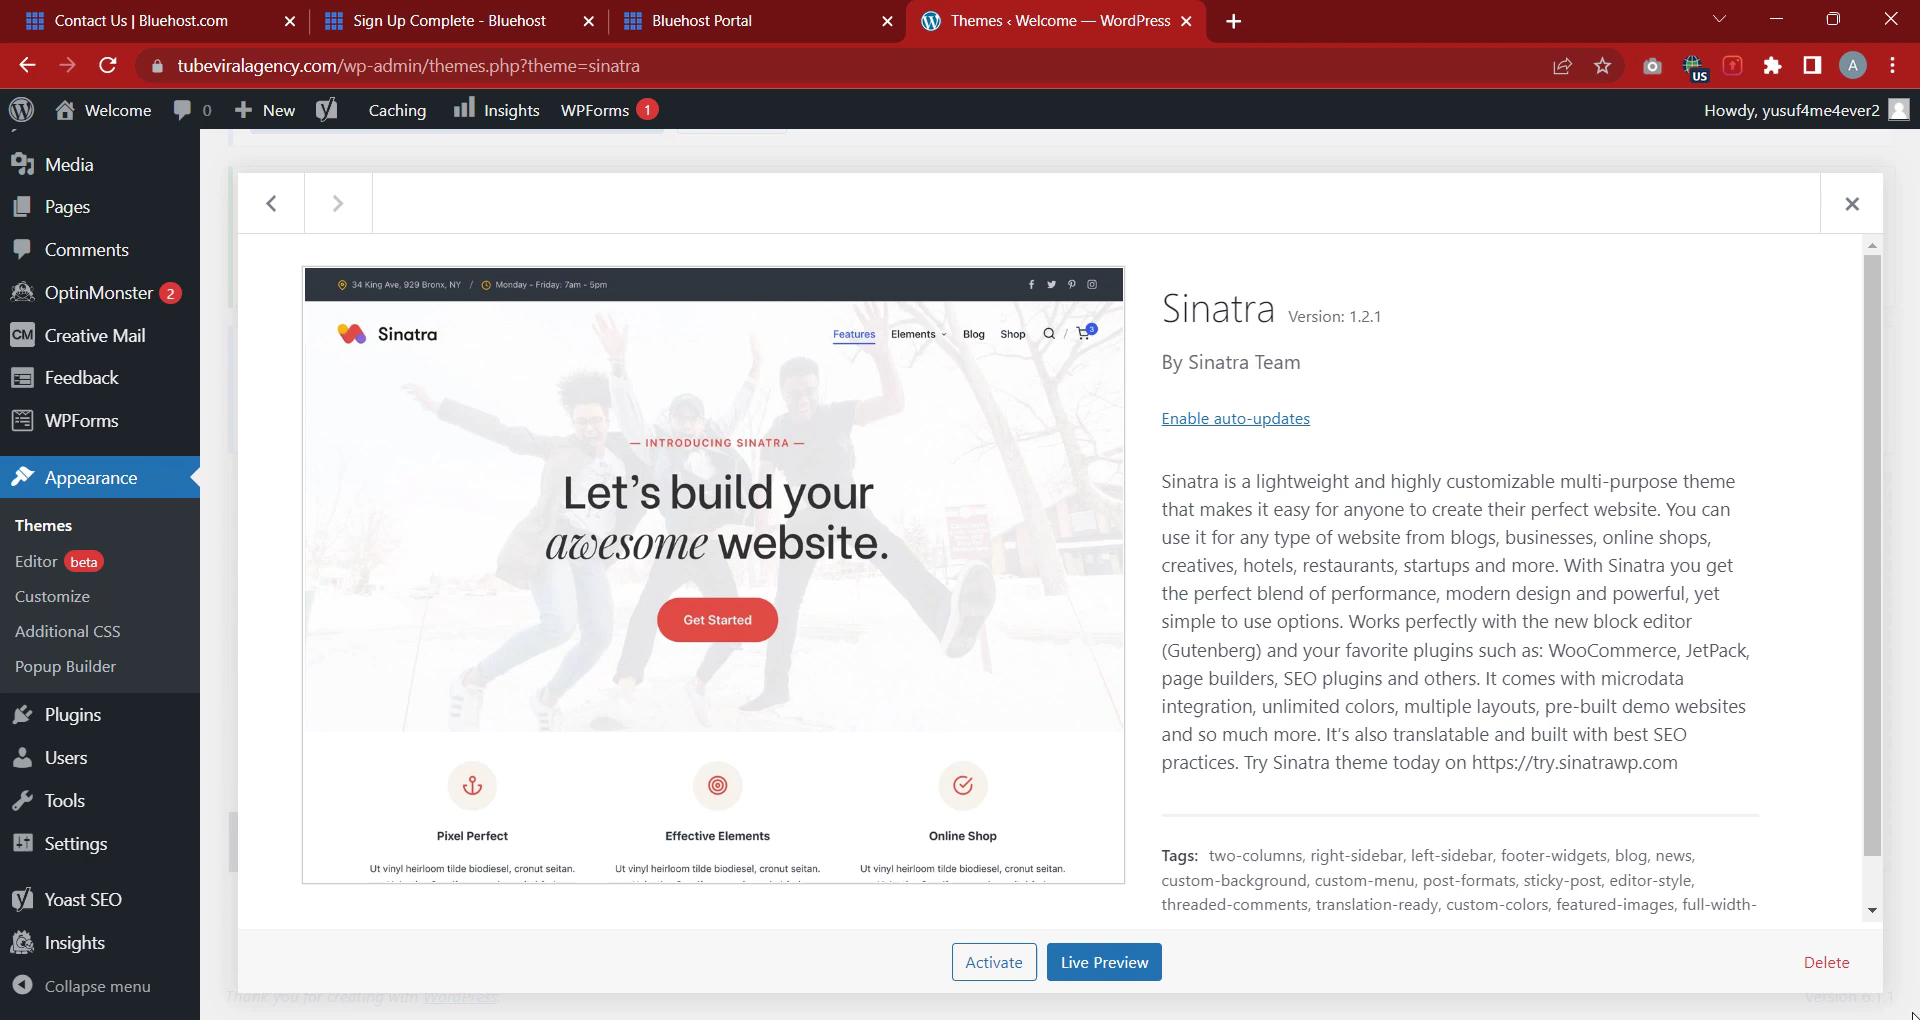 Contact Us | Bluehost.com
Sign Up Complete - Bluehost
Bluehost Portal
Themes ‹ Welcome — WordPress
tubeviralagency.com/wp-admin/themes.php?theme=sinatra
US
A
Welcome
0
New
Caching
Insights
WPForms 1
Howdy, yusuf4me4ever2
Media
Pages
Comments
OptinMonster 2
CM Creative Mail
Feedback
WPForms
Appearance
Themes
Editor beta
Customize
Additional CSS
Popup Builder
Plugins
Users
Tools
Settings
Yoast SEO
Insights
Collapse menu
34 King Ave, 929 Bronx, NY / Monday - Friday: 7am - 5pm
Sinatra
Features Elements Blog Shop / 3
— INTRODUCING SINATRA —
Let's build your
awesome website.
Get Started
Pixel Perfect
Effective Elements
Online Shop
Ut vinyl heirloom tilde biodiesel, cronut seitan.
Ut vinyl heirloom tilde biodiesel, cronut seitan.
Ut vinyl heirloom tilde biodiesel, cronut seitan.
Sinatra Version: 1.2.1
By Sinatra Team
Enable auto-updates
Sinatra is a lightweight and highly customizable multi-purpose theme
that makes it easy for anyone to create their perfect website. You can
use it for any type of website from blogs, businesses, online shops,
creatives, hotels, restaurants, startups and more. With Sinatra you get
the perfect blend of performance, modern design and powerful, yet
simple to use options. Works perfectly with the new block editor
(Gutenberg) and your favorite plugins such as: WooCommerce, JetPack,
page builders, SEO plugins and others. It comes with microdata
integration, unlimited colors, multiple layouts, pre-built demo websites
and so much more. It's also translatable and built with best SEO
practices. Try Sinatra theme today on https://try.sinatrawp.com
Tags: two-columns, right-sidebar, left-sidebar, footer-widgets, blog, news,
custom-background, custom-menu, post-formats, sticky-post, editor-style,
threaded-comments, translation-ready, custom-colors, featured-images, full-width-
Activate
Live Preview
Delete
Thank you for creating with WordPress.
Version 6.1.1